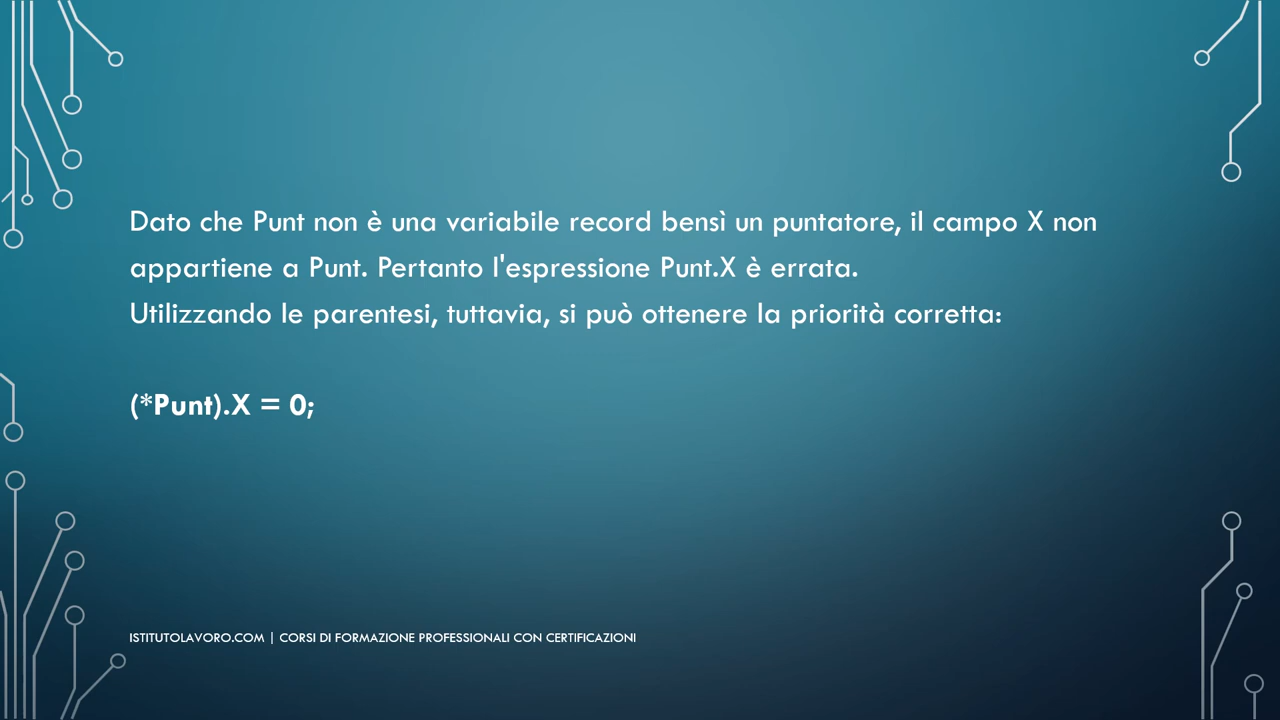 Dato che Punt non è una variabile record bensì un puntatore, il campo X non
appartiene a Punt. Pertanto l'espressione Punt.X è errata.
Utilizzando le parentesi, tuttavia, si può ottenere la priorità corretta:
(*Punt).X = 0;
ISTITUTOLAVORO.COM | CORSI DI FORMAZIONE PROFESSIONALI CON CERTIFICAZIONI